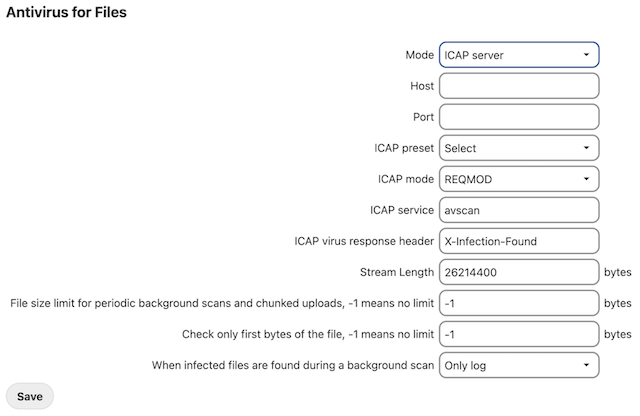 Antivirus for Files
Mode ICAP server
Host
Port
ICAP preset Select
ICAP mode REQMOD
ICAP service avscan
ICAP virus response header X-Infection-Found
Stream Length 26214400 bytes
File size limit for periodic background scans and chunked uploads, -1 means no limit -1 bytes
Check only first bytes of the file, -1 means no limit -1 bytes
When infected files are found during a background scan Only log
Save